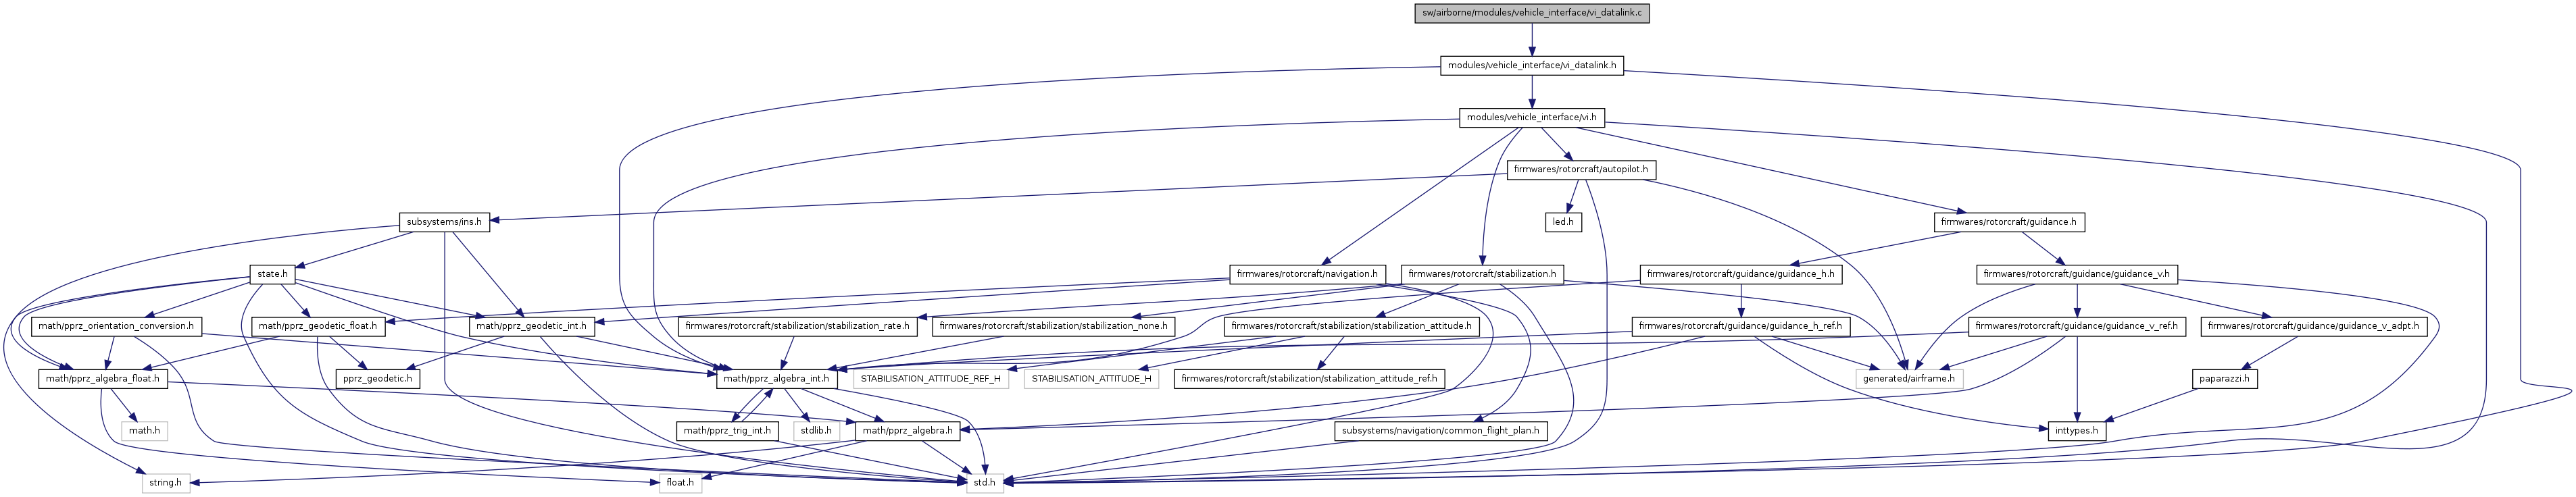 sw/airborne/modules/vehicle_interface/vi_datalink.c
modules/vehicle_interface/vi_datalink.h
modules/vehicle_interface/vi.h
firmwares/rotorcraft/autopilot.h
subsystems/ins.h
led.h
firmwares/rotorcraft/guidance.h
state.h
firmwares/rotorcraft/navigation.h
firmwares/rotorcraft/stabilization.h
firmwares/rotorcraft/guidance/guidance_h.h
firmwares/rotorcraft/guidance/guidance_v.h
math/pprz_orientation_conversion.h
math/pprz_geodetic_float.h
math/pprz_geodetic_int.h
firmwares/rotorcraft/stabilization/stabilization_rate.h
firmwares/rotorcraft/stabilization/stabilization_none.h
firmwares/rotorcraft/stabilization/stabilization_attitude.h
firmwares/rotorcraft/guidance/guidance_h_ref.h
firmwares/rotorcraft/guidance/guidance_v_ref.h
firmwares/rotorcraft/guidance/guidance_v_adpt.h
math/pprz_algebra_float.h
pprz_geodetic.h
math/pprz_algebra_int.h
STABILISATION_ATTITUDE_REF_H
STABILISATION_ATTITUDE_H
firmwares/rotorcraft/stabilization/stabilization_attitude_ref.h
generated/airframe.h
paparazzi.h
math.h
math/pprz_trig_int.h
stdlib.h
math/pprz_algebra.h
subsystems/navigation/common_flight_plan.h
inttypes.h
string.h
float.h
std.h